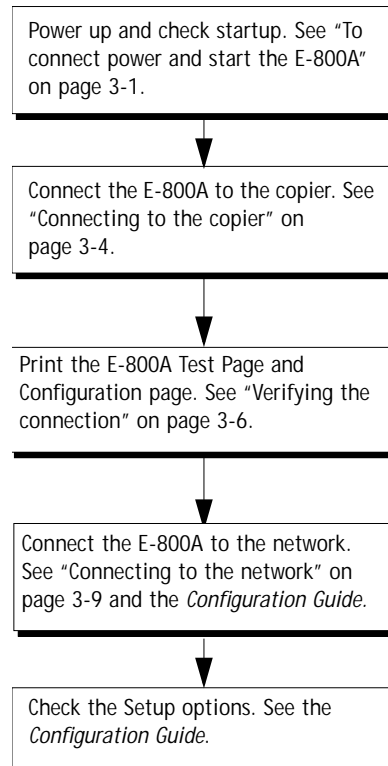 Power up and check startup. See “To
connect power and start the E-800A”
on page 3-1.
Connect the E-800A to the copier. See
“Connecting to the copier” on
page 3-4.
Print the E-800A Test Page and
Configuration page. See “Verifying the
connection” on page 3-6.
Connect the E-800A to the network.
See “Connecting to the network” on
page 3-9 and the Configuration Guide.
Check the Setup options. See the
Configuration Guide.